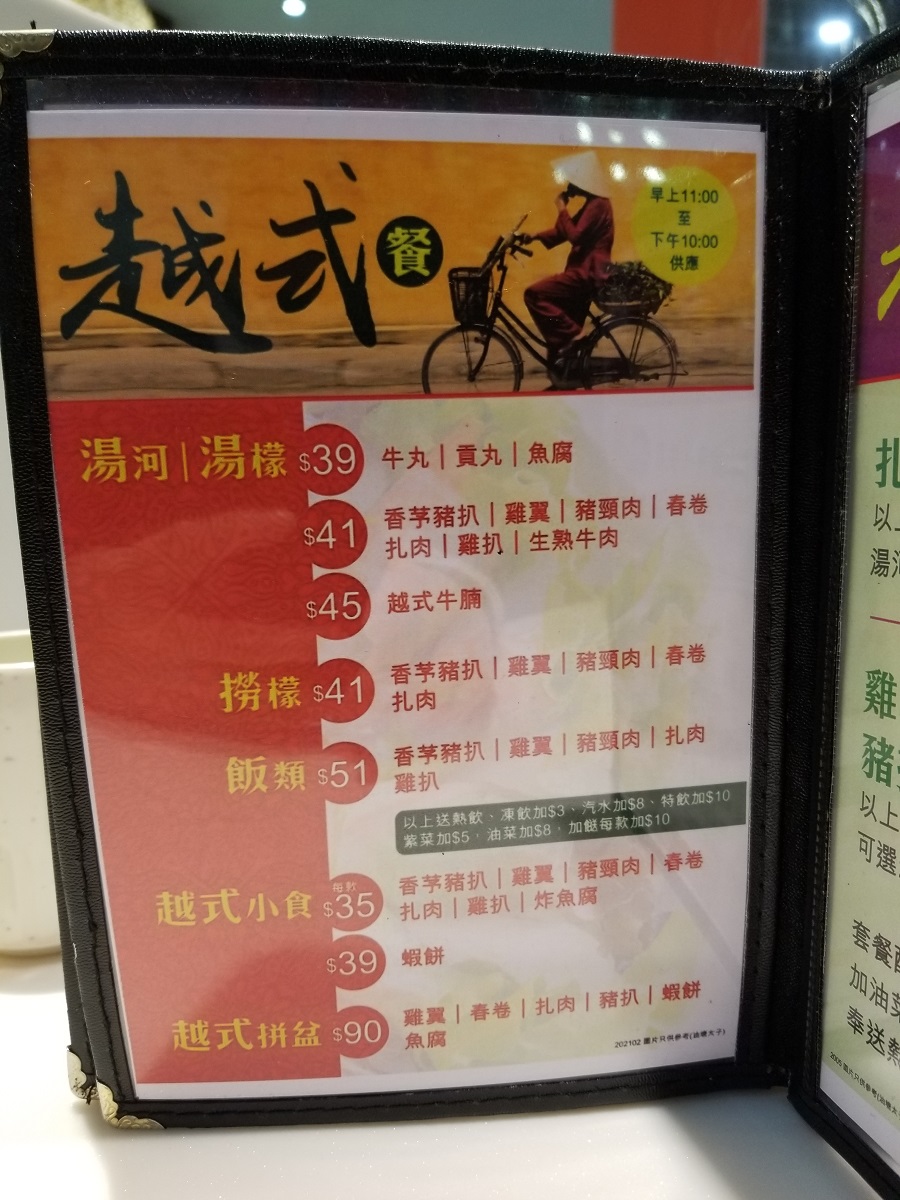 越式餐
早上11:00
至
下午10:00
供應
湯河|湯檬 $39 牛丸|貢丸|魚腐
$41 香茅豬扒|雞翼|豬頸肉|春卷
扎肉|雞扒|生熟牛肉
$45 越式牛腩
撈檬 $41 香茅豬扒|雞翼|豬頸肉|春卷
扎肉
飯類 $51 香茅豬扒|雞翼|豬頸肉|扎肉
雞扒
以上送熱飲、凍飲加$3、汽水加$8、特飲加$10
紫菜加$5,油菜加$8,加餸每款加$10
越式小食 每款 $35 香茅豬扒|雞翼|豬頸肉|春卷
扎肉|雞扒|炸魚腐
$39 蝦餅
越式拼盆 $90 雞翼|春卷|扎肉|豬扒|蝦餅
魚腐
202102 圖片只供參考(油塘太子)
扎
以上
湯河
雞
豬扒
以上
可選
套餐
加油菜
奉送熱